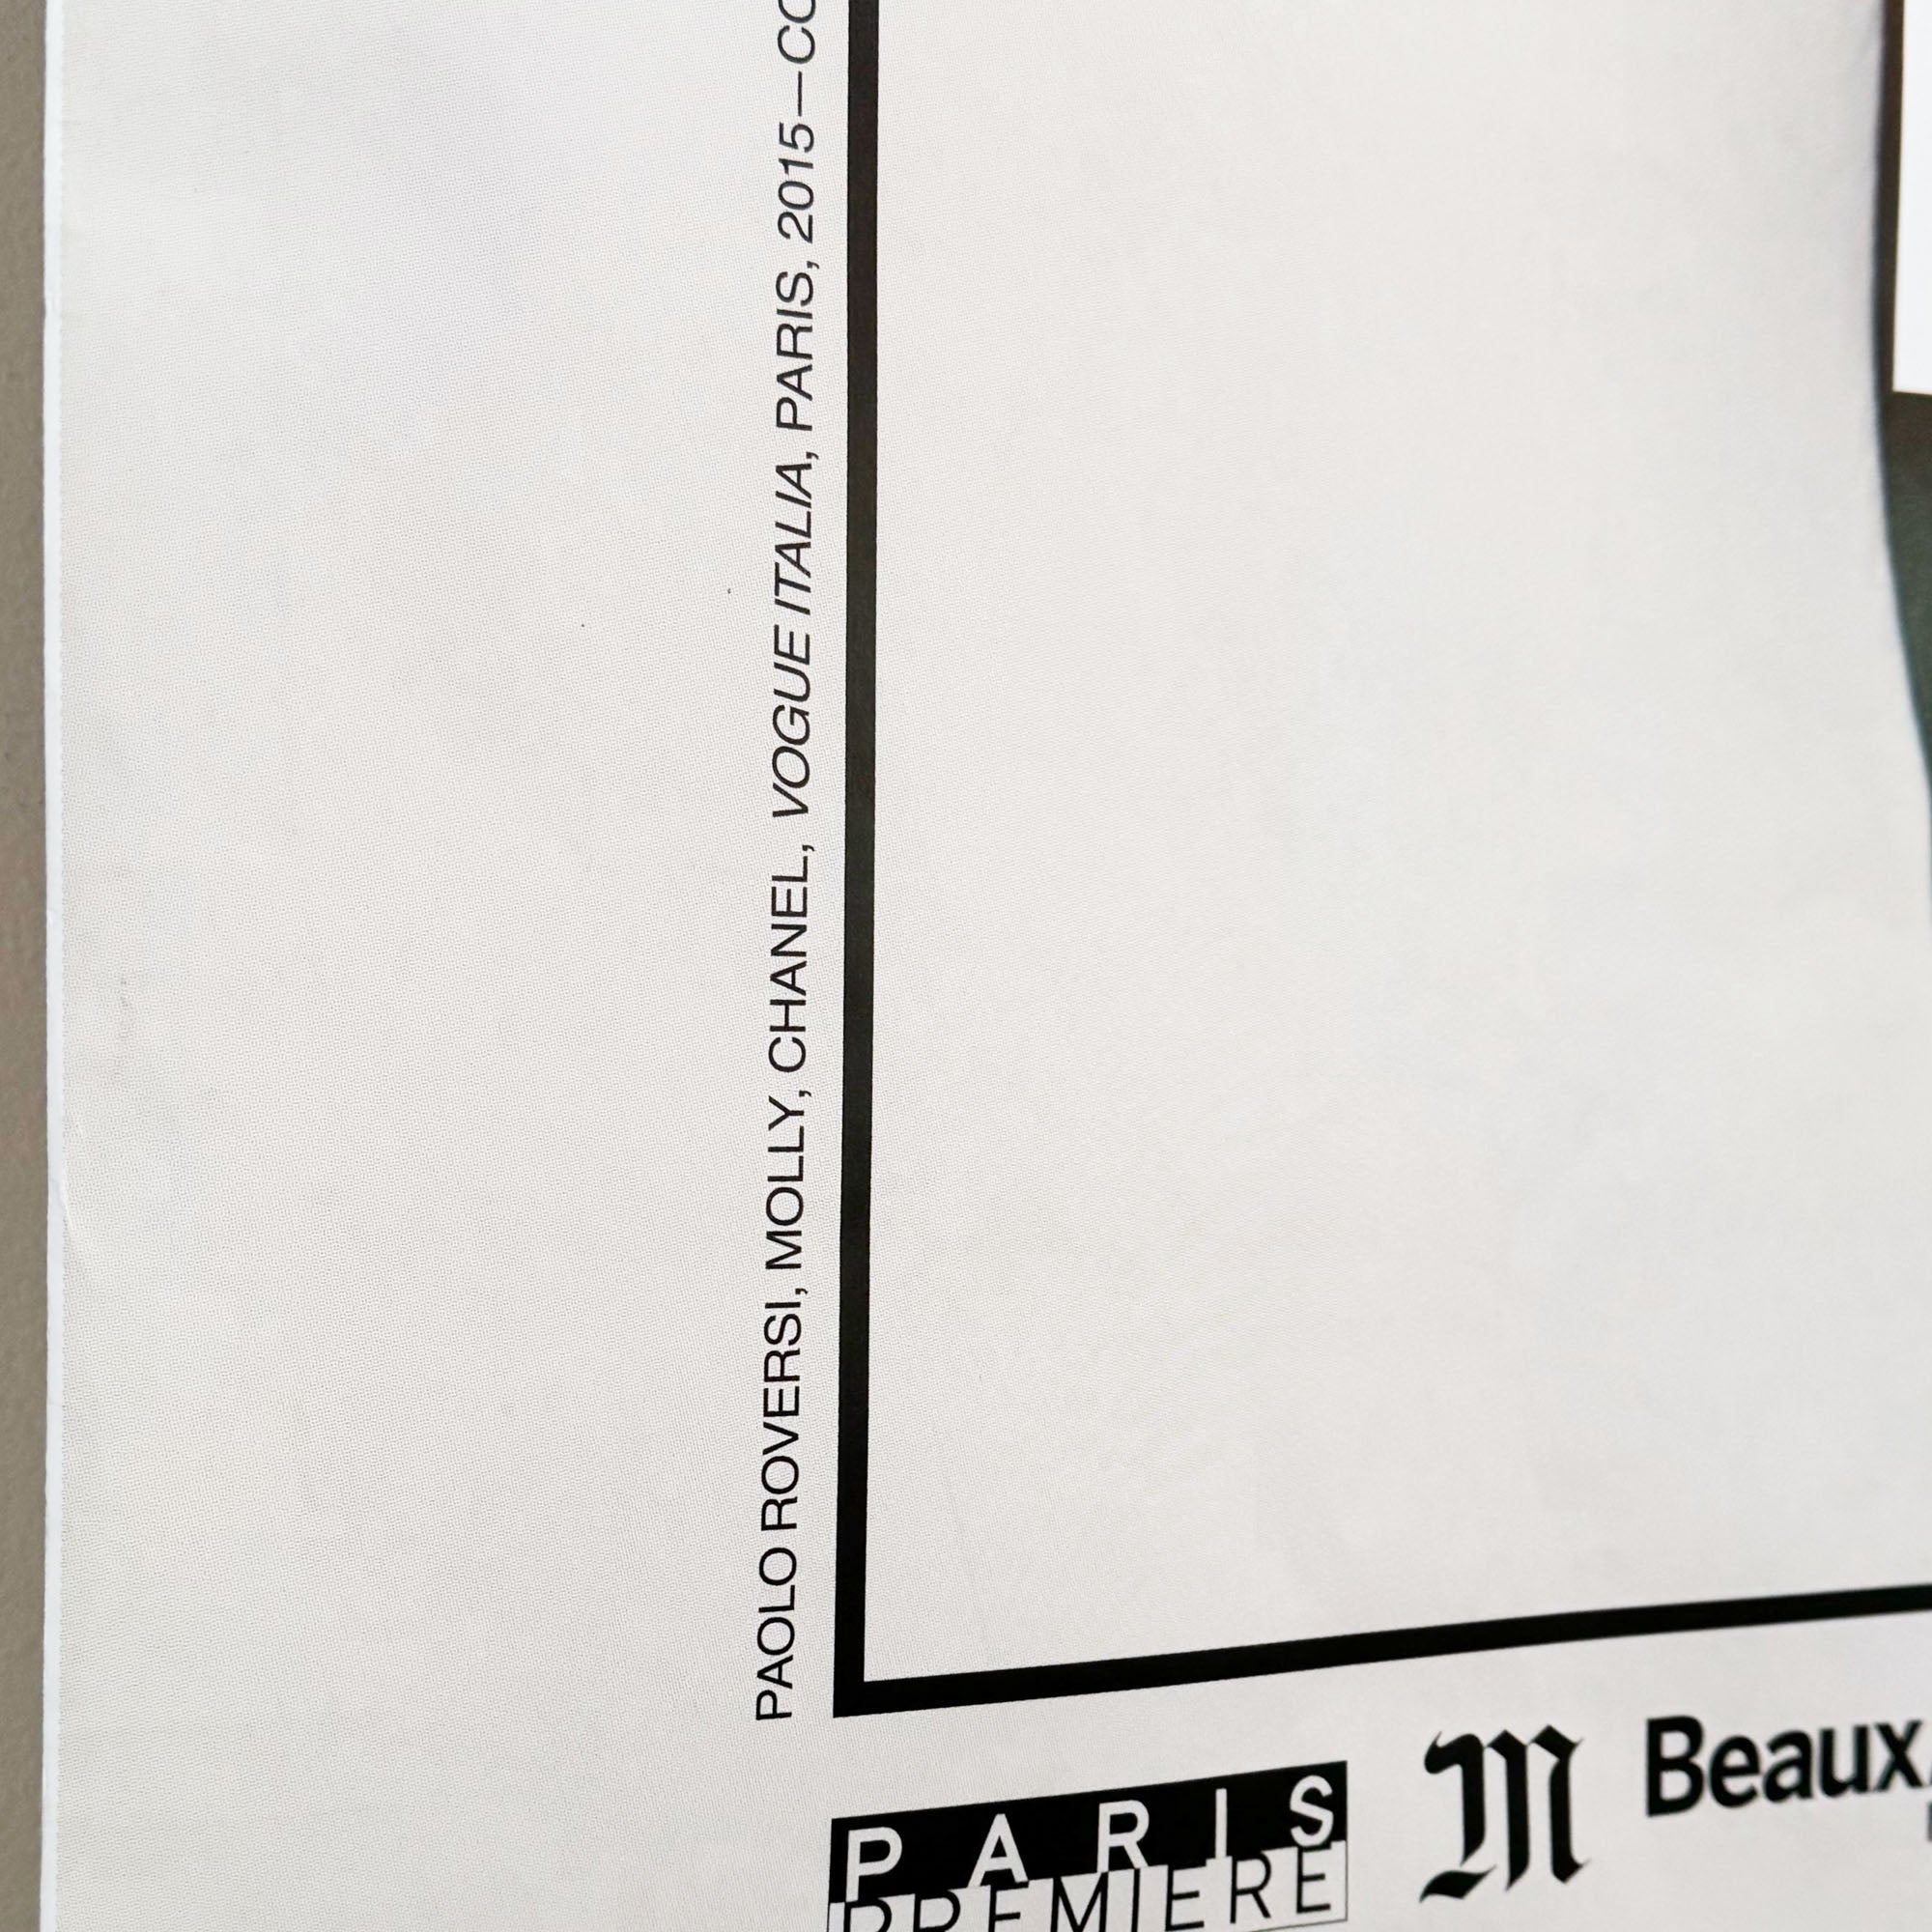 PAOLO ROVERSI, MOLLY, CHANEL, VOGUE ITALIA, PARIS, 2015—CO
PARIS
PREMIERE
M
Beaux